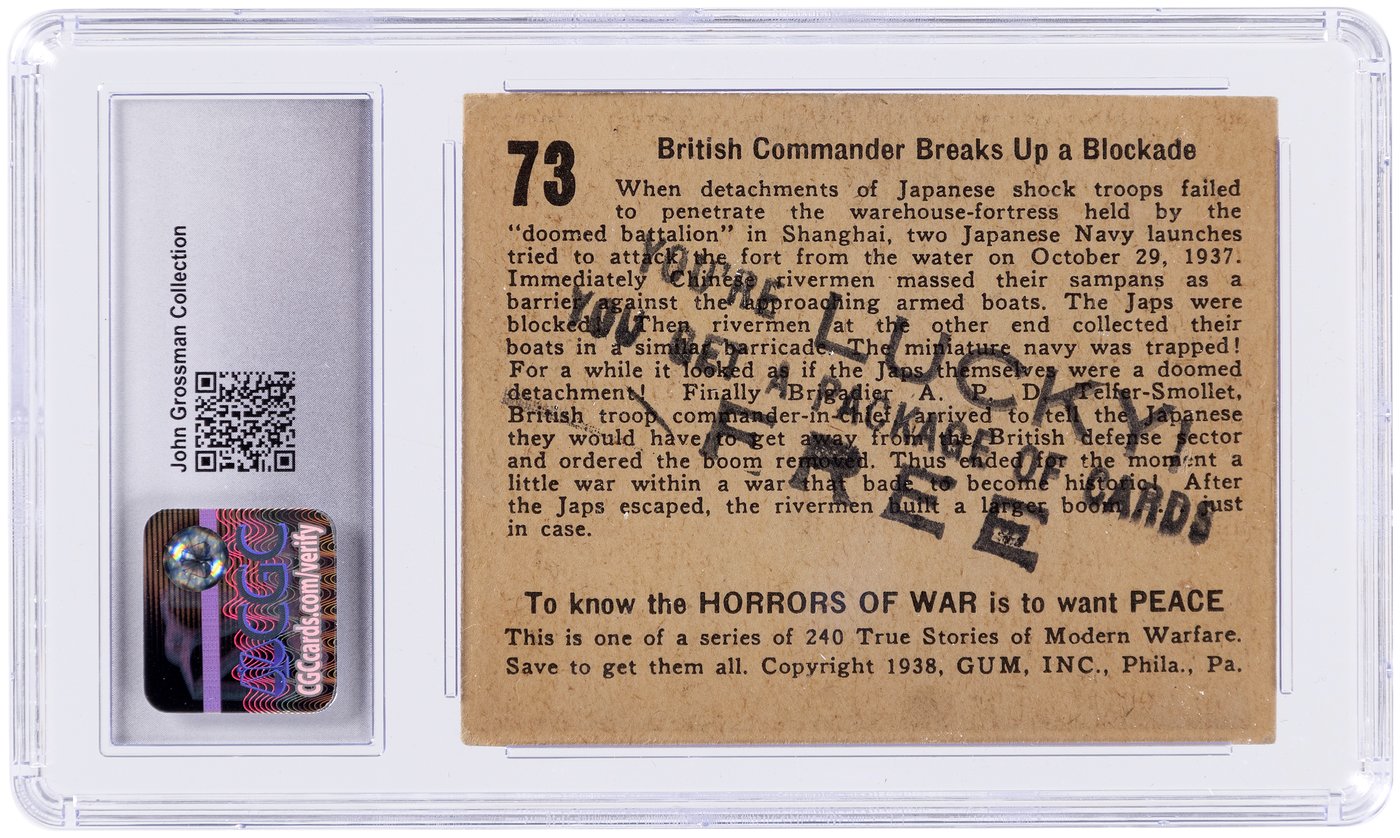 John Grossman Collection
CGC
CGCcards.com/verify
73
British Commander Breaks Up a Blockade
When detachments of Japanese shock troops failed
to penetrate the warehouse-fortress held by the
"doomed battalion" in Shanghai, two Japanese Navy launches
tried to attack the fort from the water on October 29, 1937.
Immediately Chinese rivermen massed their sampans as a
barrier against the approaching armed boats. The Japs were
blocked! Then rivermen at the other end collected their
boats in a similar barricade. The miniature navy was trapped!
For a while it looked as if the Japs themselves were a doomed
detachment! Finally Brigadier A. P. D. Telfer-Smollet,
British troop commander-in-chief, arrived to tell the Japanese
they would have to get away from the British defense sector
and ordered the boom removed. Thus ended for the moment a
little war within a war that bade to become historic! After
the Japs escaped, the rivermen built a larger boom . . . just
in case.
To know the HORRORS OF WAR is to want PEACE
This is one of a series of 240 True Stories of Modern Warfare.
Save to get them all. Copyright 1938, GUM, INC., Phila., Pa.
YOU'RE LUCKY!
YOU GET A PACKAGE OF CARDS
FREE